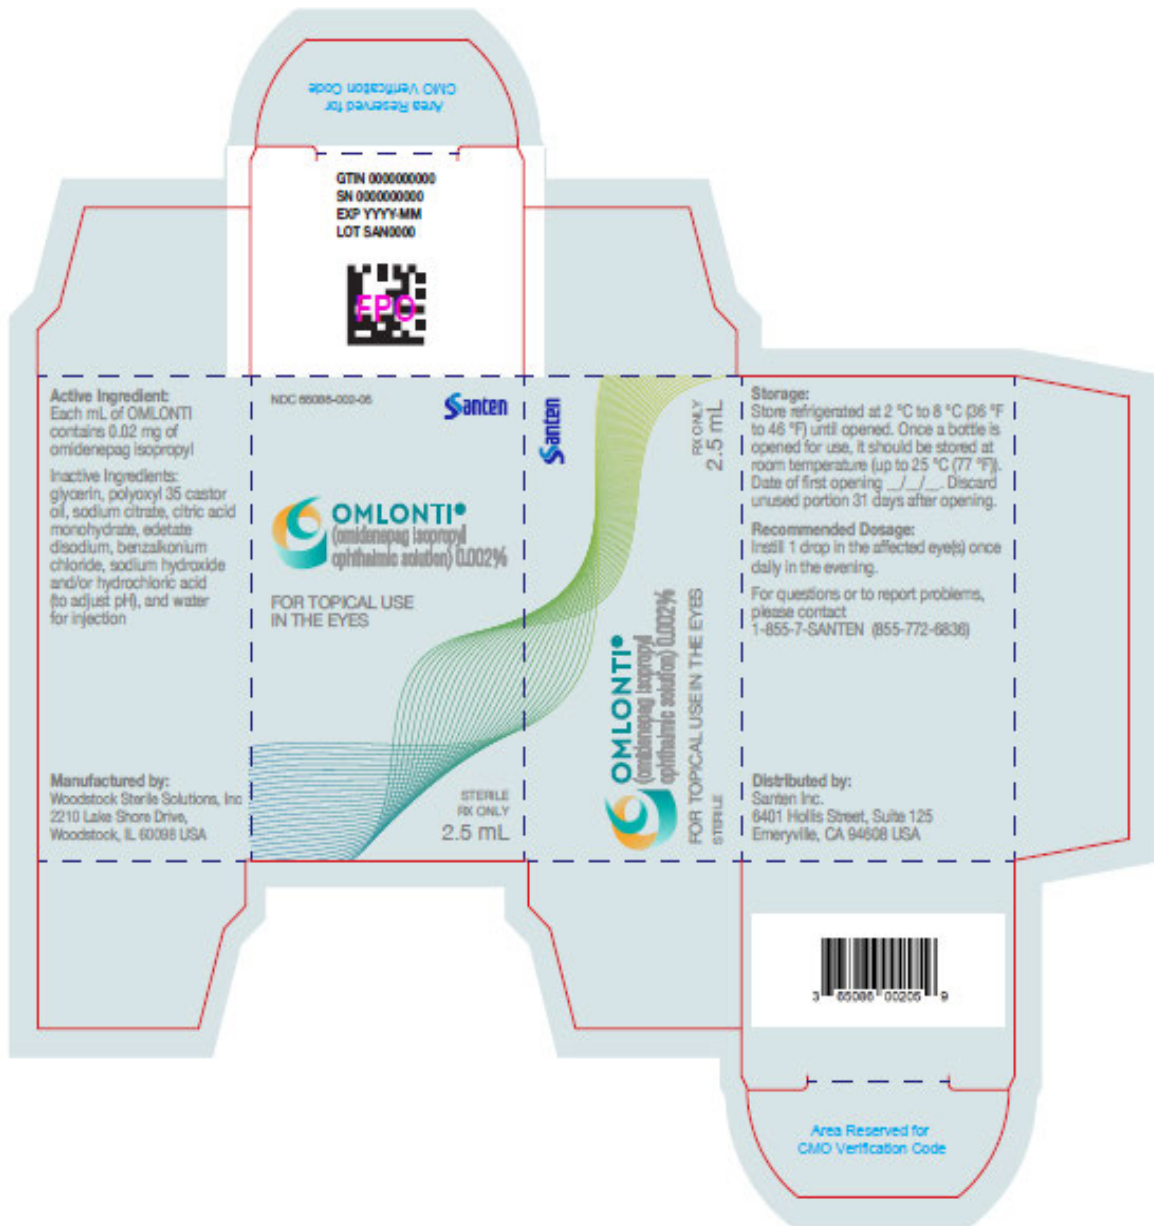 Area Reserved for
CMO Verification Code
GTIN 0000000000
SN 0000000000
EXP YYYY-MM
LOT SAN0000
FPO
Active Ingredient:
Each mL of OMLONTI
contains 0.02 mg of
omidenepag isopropyl
Inactive Ingredients:
glycerin, polyoxyl 35 castor
oil, sodium citrate, citric acid
monohydrate, edetate
disodium, benzalkonium
chloride, sodium hydroxide
and/or hydrochloric acid
(to adjust pH), and water
for injection
Manufactured by:
Woodstock Sterile Solutions, Inc
2210 Lake Shore Drive,
Woodstock, IL 60098 USA
NDC 65086-002-05
Santen
OMLONTI®
(omidenepag isopropyl
ophthalmic solution) 0.002%
FOR TOPICAL USE
IN THE EYES
STERILE
RX ONLY
2.5 mL
Santen
RX ONLY
2.5 mL
OMLONTI®
(omidenepag isopropyl
ophthalmic solution) 0.002%
FOR TOPICAL USE IN THE EYES
STERILE
Storage:
Store refrigerated at 2 °C to 8 °C (36 °F
to 46 °F) until opened. Once a bottle is
opened for use, it should be stored at
room temperature (up to 25 °C (77 °F)).
Date of first opening __/__/__. Discard
unused portion 31 days after opening.
Recommended Dosage:
Instill 1 drop in the affected eye(s) once
daily in the evening.
For questions or to report problems,
please contact
1-855-7-SANTEN (855-772-6836)
Distributed by:
Santen Inc.
6401 Hollis Street, Suite 125
Emeryville, CA 94608 USA
3 65086 00205 9
Area Reserved for
CMO Verification Code